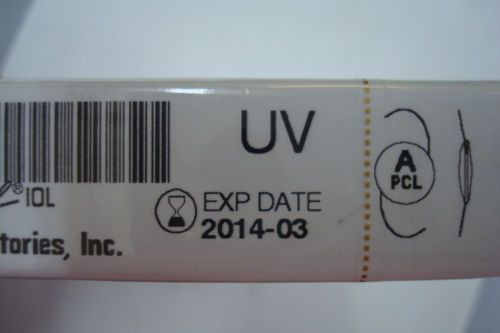 UV
® IOL
EXP DATE
2014-03
tories, Inc.
A
PCL